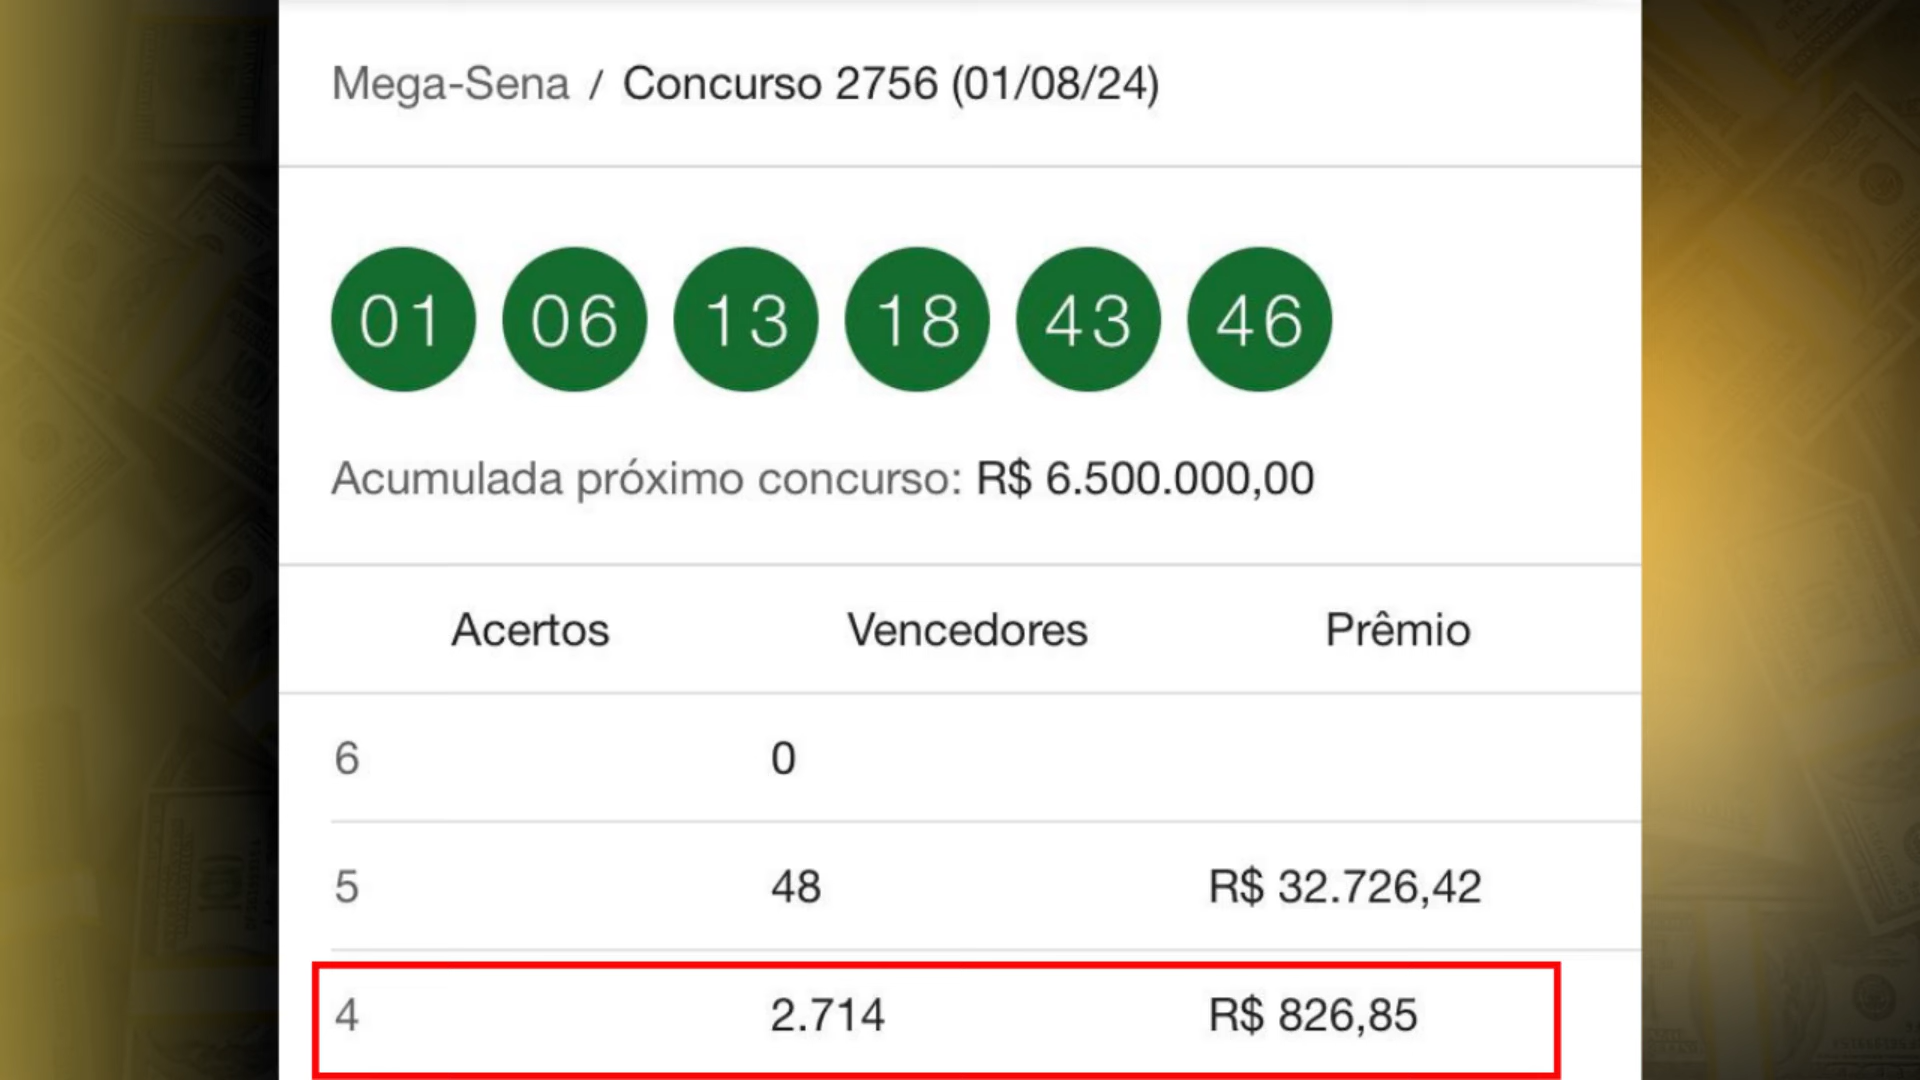 Mega-Sena / Concurso 2756 (01/08/24)
01 06 13 18 43 46
Acumulada próximo concurso: R$ 6.500.000,00
Acertos Vencedores Prêmio
6 0
5 48 R$ 32.726,42
4 2.714 R$ 826,85